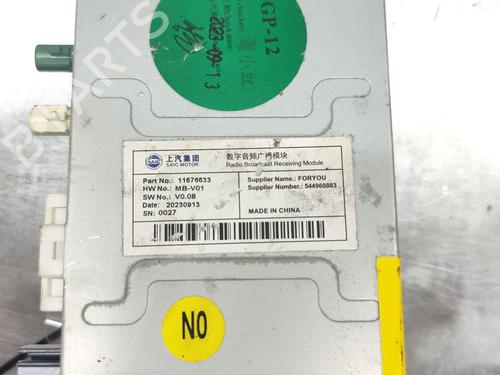 GP-12
checker:
2023-09-13
上汽集团
SAIC MOTOR
数字音频广播模块
Radio Broadcast Receiving Module
Part No.: 11676633
HW No.: MB-V01
SW No.: V0.08
Date: 20230913
SN: 0027
Supplier Name: FORYOU
Supplier Number: 544960883
MADE IN CHINA
NO
B PARTS